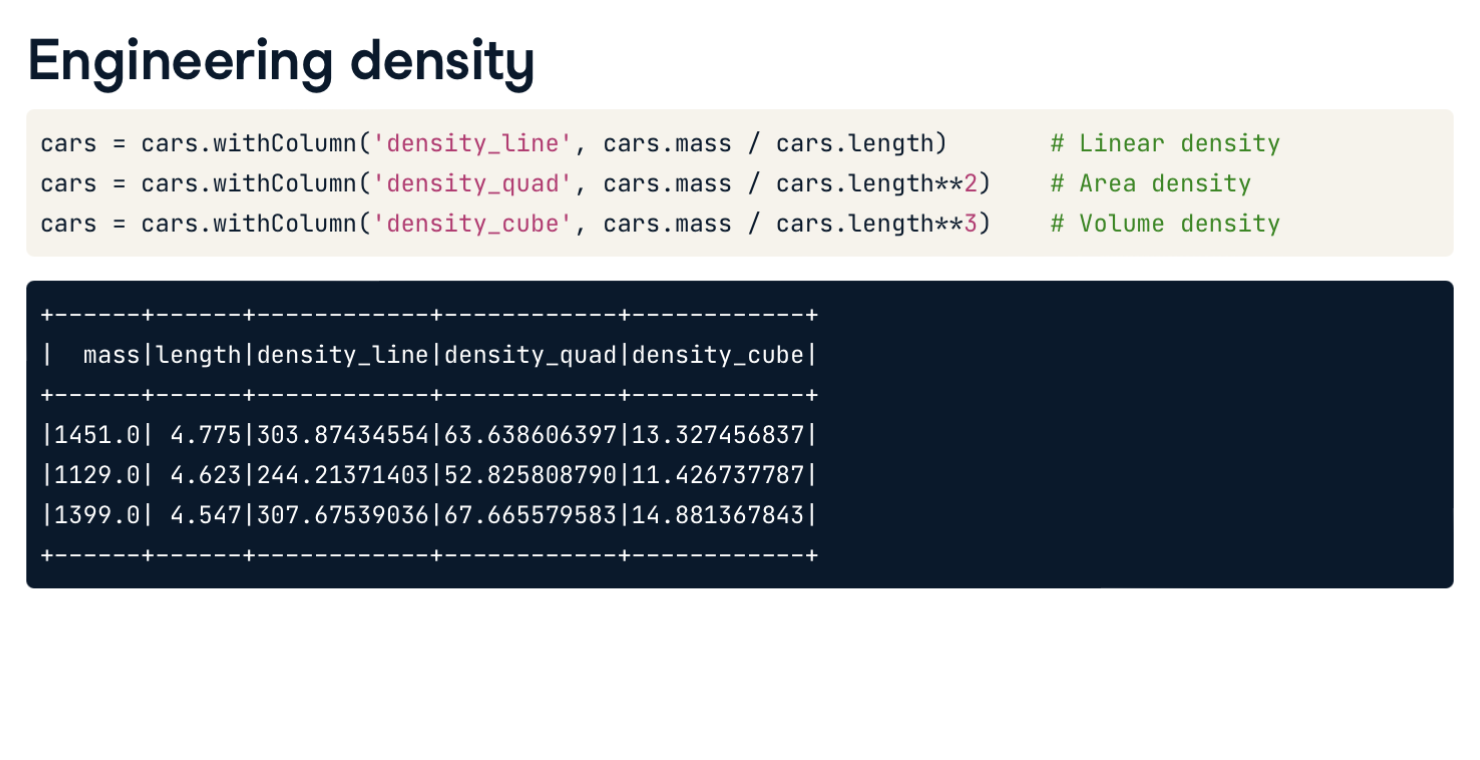 Engineering density
cars = cars.withColumn('density_line', cars.mass / cars.length)       # Linear density
cars = cars.withColumn('density_quad', cars.mass / cars.length**2)    # Area density
cars = cars.withColumn('density_cube', cars.mass / cars.length**3)    # Volume density
+------+------+------------+------------+------------+
|  mass|length|density_line|density_quad|density_cube|
+------+------+------------+------------+------------+
|1451.0| 4.775|303.87434554|63.638606397|13.327456837|
|1129.0| 4.623|244.21371403|52.825808790|11.426737787|
|1399.0| 4.547|307.67539036|67.665579583|14.881367843|
+------+------+------------+------------+------------+